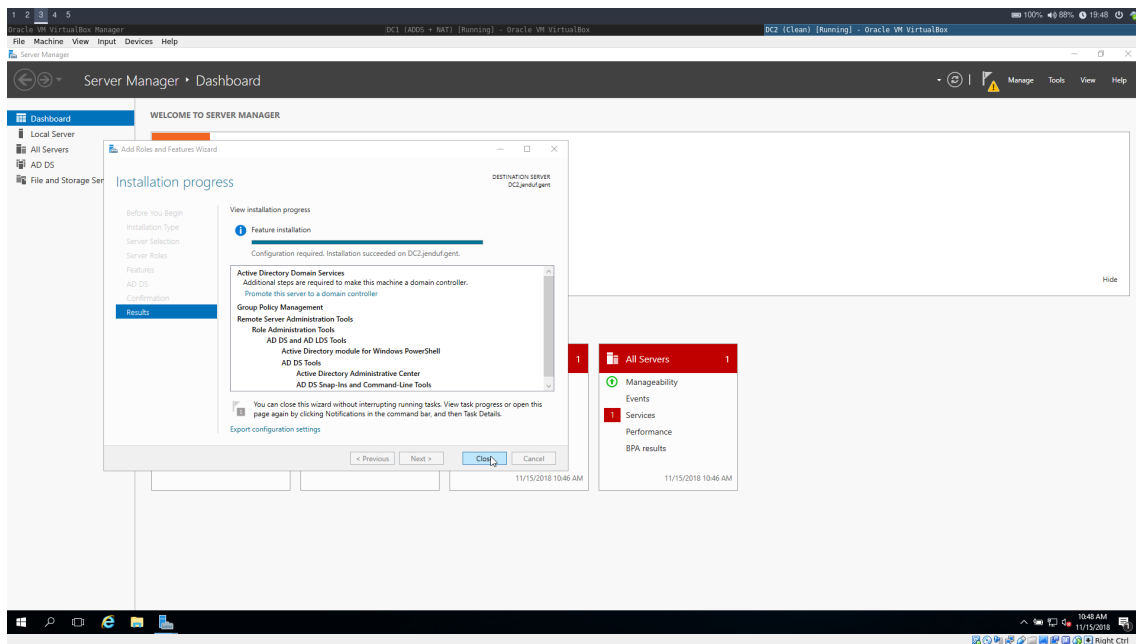 1 2 3 4 5
100% 88% 19:48
Oracle VM VirtualBox Manager
DC1 (ADDS + NAT) [Running] - Oracle VM VirtualBox
DC2 (Clean) [Running] - Oracle VM VirtualBox
File Machine View Input Devices Help
Server Manager
Server Manager • Dashboard
Manage Tools View Help
Dashboard
Local Server
All Servers
AD DS
File and Storage Ser
WELCOME TO SERVER MANAGER
Add Roles and Features Wizard
Installation progress
DESTINATION SERVER
DC2.jenduf.gent
Before You Begin
Installation Type
Server Selection
Server Roles
Features
AD DS
Confirmation
Results
View installation progress
Feature installation
Configuration required. Installation succeeded on DC2.jenduf.gent.
Active Directory Domain Services
Additional steps are required to make this machine a domain controller.
Promote this server to a domain controller
Group Policy Management
Remote Server Administration Tools
Role Administration Tools
AD DS and AD LDS Tools
Active Directory module for Windows PowerShell
AD DS Tools
Active Directory Administrative Center
AD DS Snap-Ins and Command-Line Tools
You can close this wizard without interrupting running tasks. View task progress or open this
page again by clicking Notifications in the command bar, and then Task Details.
Export configuration settings
< Previous Next > Close Cancel
Hide
1
All Servers 1
Manageability
Events
1 Services
Performance
BPA results
11/15/2018 10:46 AM
11/15/2018 10:46 AM
10:48 AM
11/15/2018
Right Ctrl